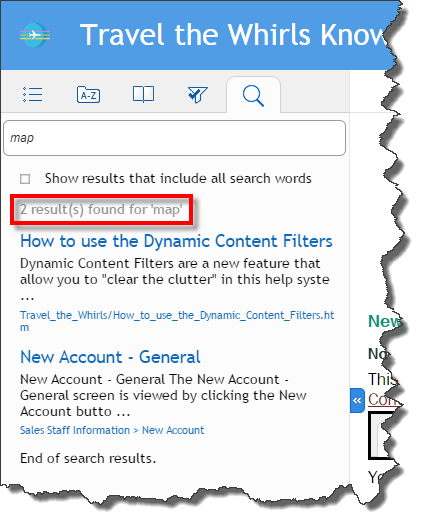 Travel the Whirls Know
A-Z
map
Show results that include all search words
2 result(s) found for 'map'
How to use the Dynamic Content Filters
Dynamic Content Filters are a new feature that
allow you to "clear the clutter" in this help syste
...
Travel_the_Whirls/How_to_use_the_Dynamic_Content_Filters.ht
m
New Account - General
New Account - General The New Account -
General screen is viewed by clicking the New
Account butto ...
Sales Staff Information > New Account
End of search results.
New
No
This
Con
Yo